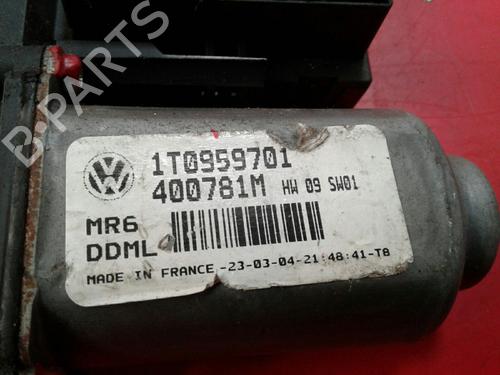 B-PARTS
1T0959701
400781M HW 09 SW01
MR6
DDML
MADE IN FRANCE -23-03-04-21:48:41-T8